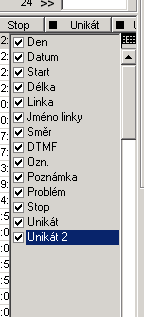 24 >>
Stop Unikát
Den
Datum
Start
Délka
Linka
Jméno linky
Směr
DTMF
Ozn.
Poznámka
Problém
Stop
Unikát
Unikát 2